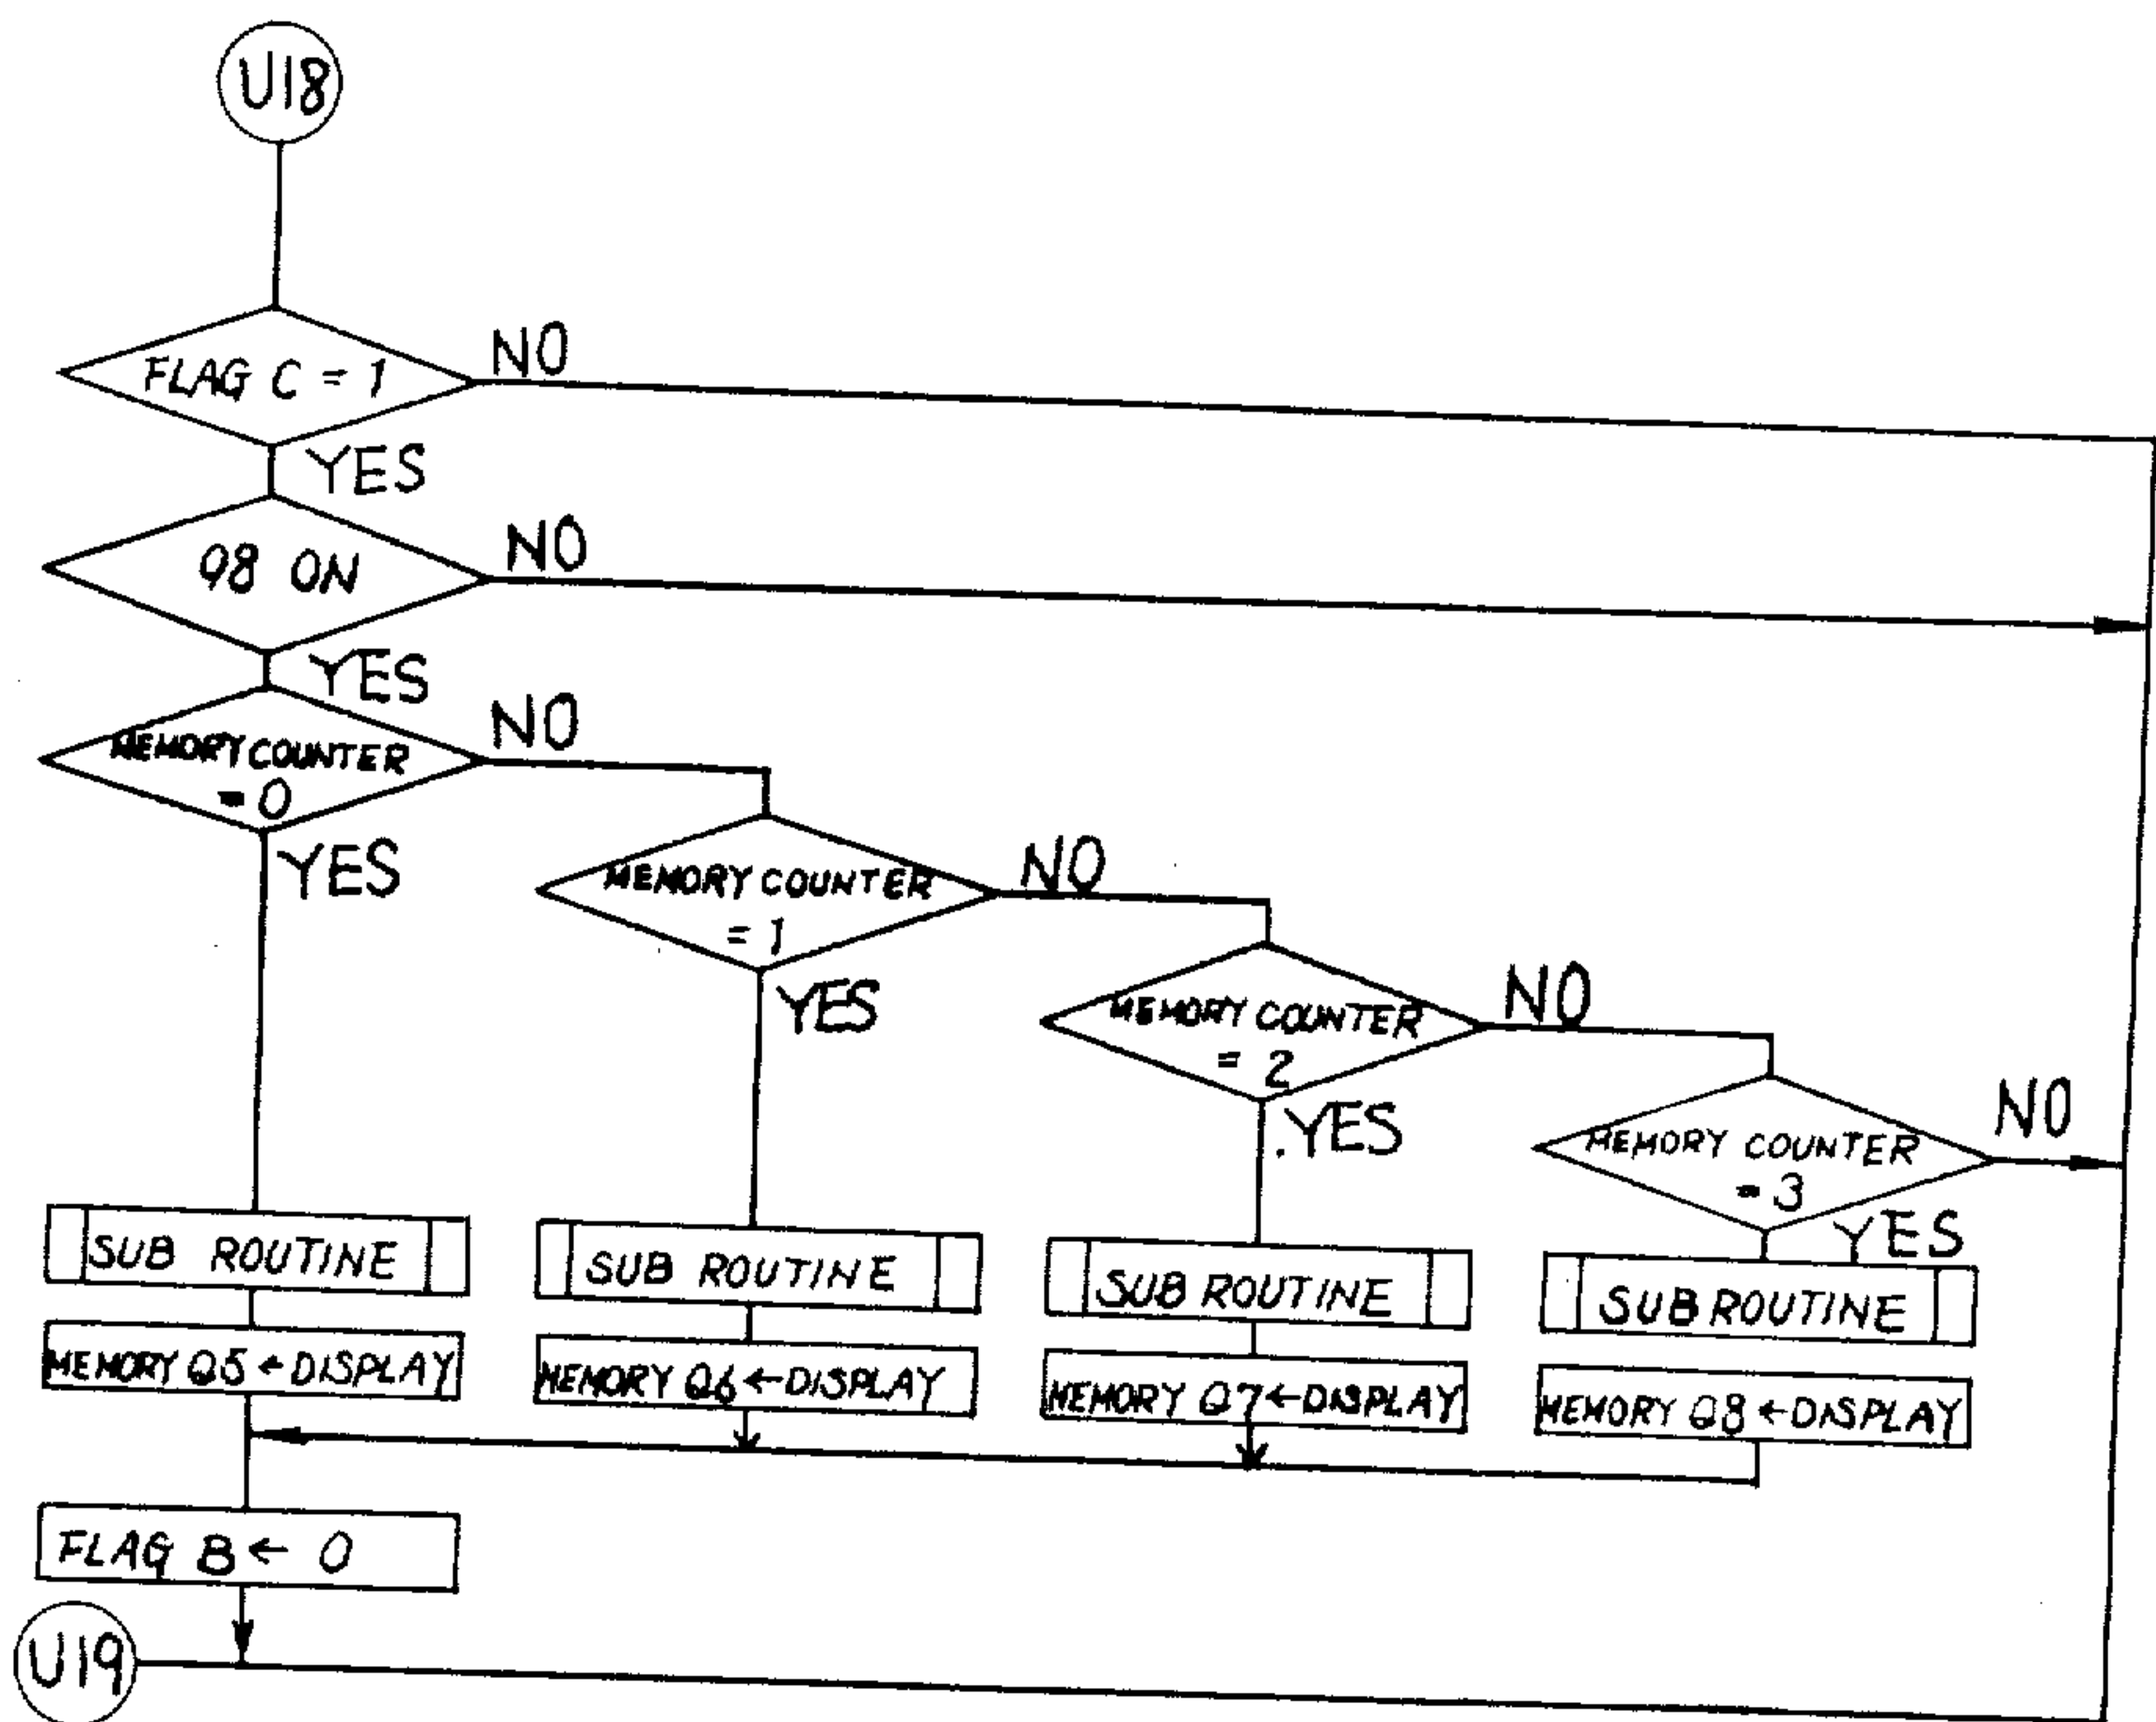 U18
FLAG C = 1
NO
YES
98 ON
NO
YES
MEMORY COUNTER
= 0
NO
YES
MEMORY COUNTER
= 1
NO
YES
MEMORY COUNTER
= 2
NO
YES
MEMORY COUNTER
= 3
NO
YES
SUB ROUTINE
SUB ROUTINE
SUB ROUTINE
SUB ROUTINE
MEMORY Q5 ← DISPLAY
MEMORY Q6 ← DISPLAY
MEMORY Q7 ← DISPLAY
MEMORY Q8 ← DISPLAY
FLAG B ← 0
U19